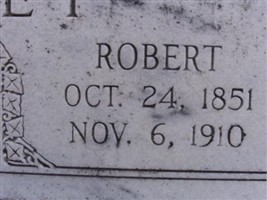 ROBERT
OCT. 24, 1851
NOV. 6, 1910